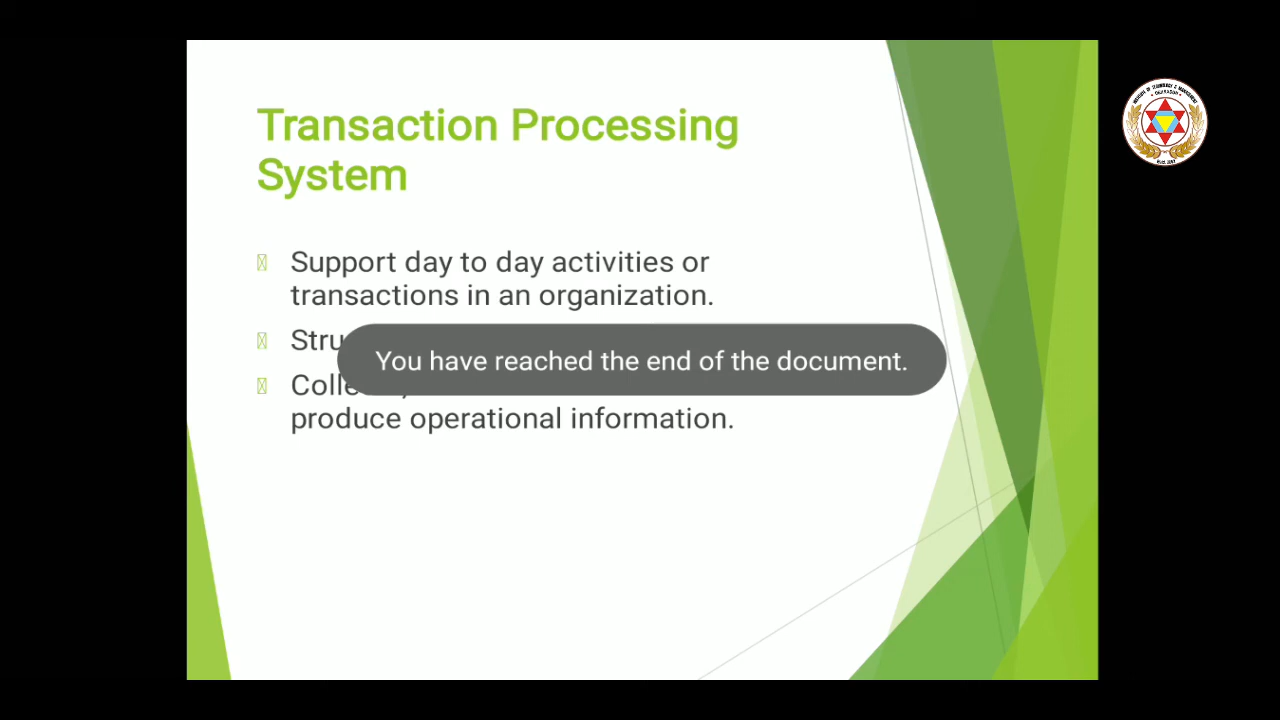 Transaction Processing
System
Support day to day activities or
transactions in an organization.
You have reached the end of the document.
produce operational information.